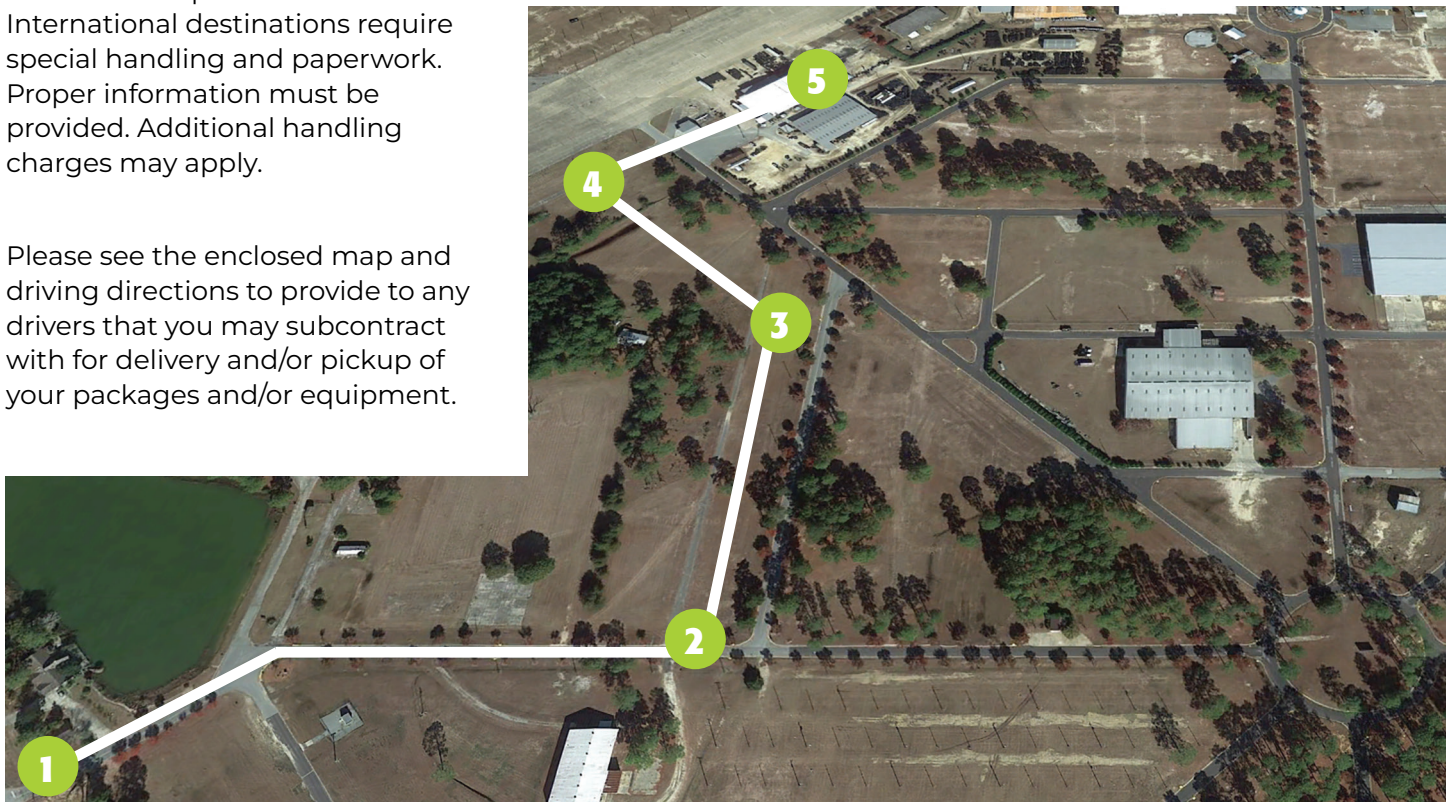 International destinations require
special handling and paperwork.
Proper information must be
provided. Additional handling
charges may apply.
Please see the enclosed map and
driving directions to provide to any
drivers that you may subcontract
with for delivery and/or pickup of
your packages and/or equipment.
5
4
3
2
1